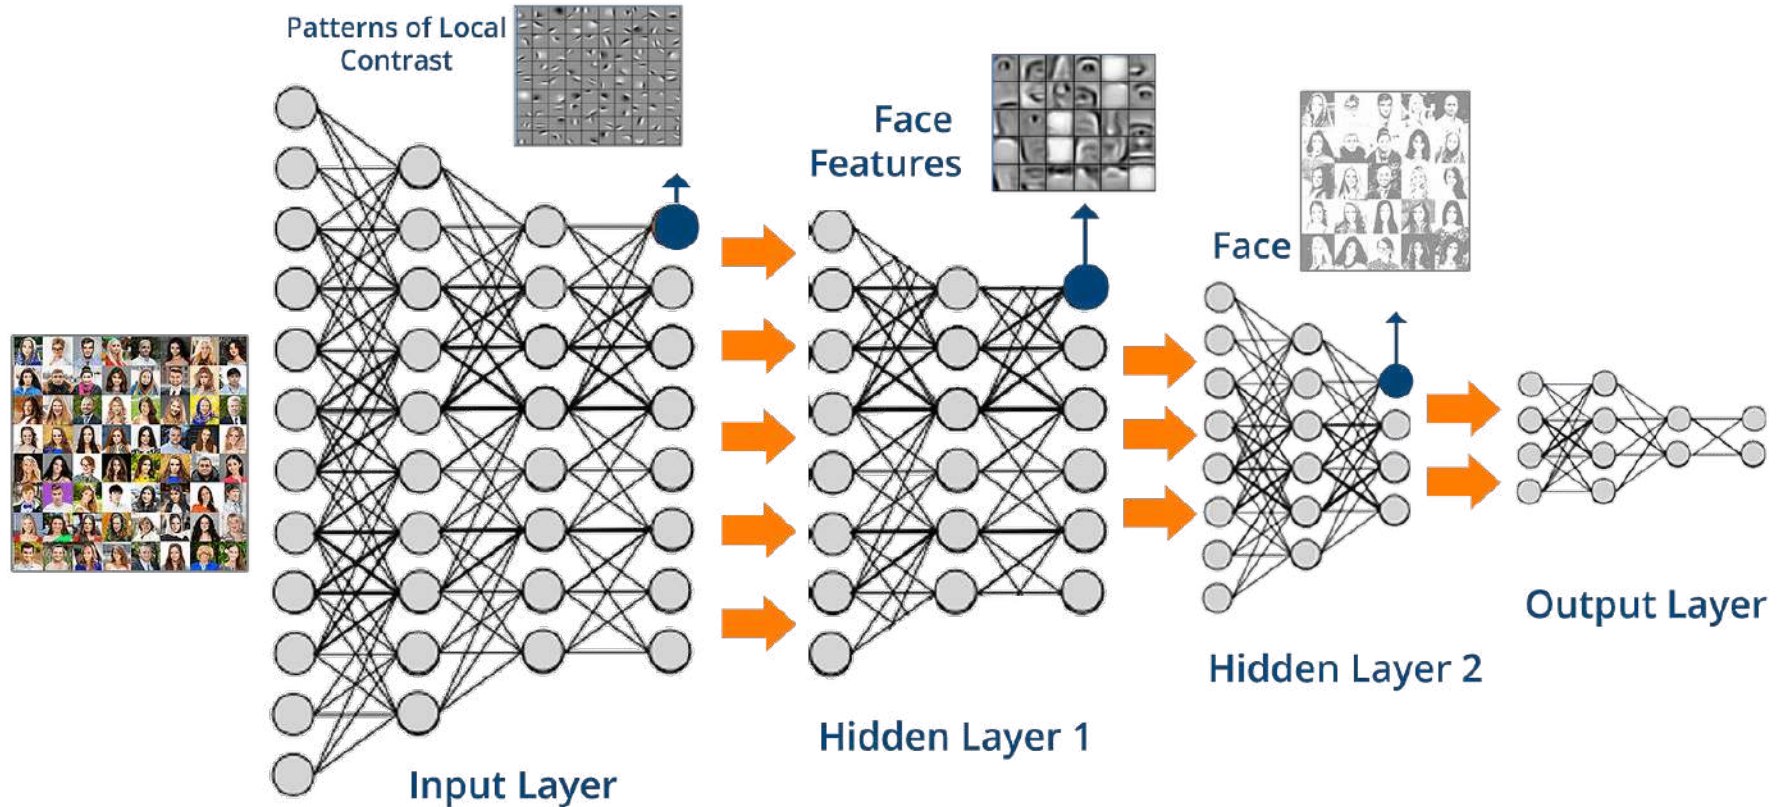 Patterns of Local
Contrast
Face
Features
Face
Input Layer
Hidden Layer 1
Hidden Layer 2
Output Layer